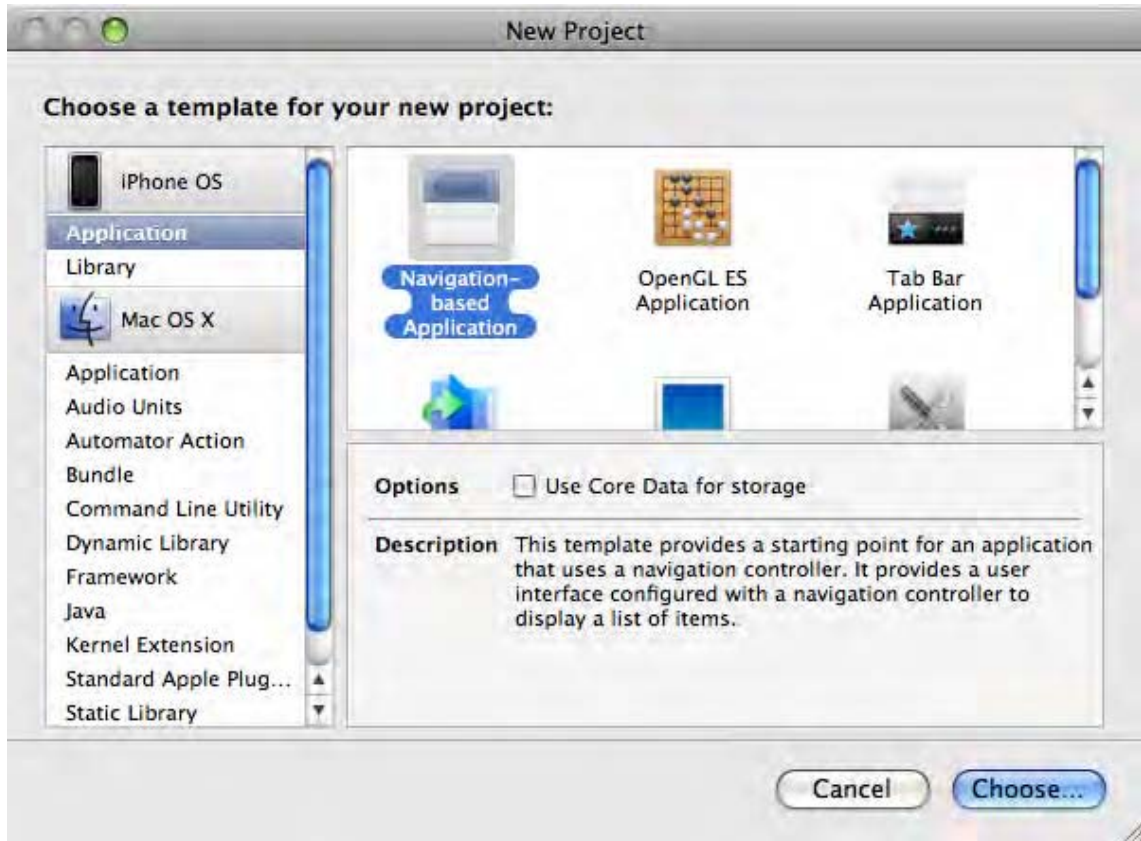 New Project
Choose a template for your new project:
iPhone OS
Application
Library
Mac OS X
Application
Audio Units
Automator Action
Bundle
Command Line Utility
Dynamic Library
Framework
Java
Kernel Extension
Standard Apple Plug...
Static Library
Navigation-
based
Application
OpenGL ES
Application
Tab Bar
Application
Options
Use Core Data for storage
Description
This template provides a starting point for an application
that uses a navigation controller. It provides a user
interface configured with a navigation controller to
display a list of items.
Cancel
Choose...